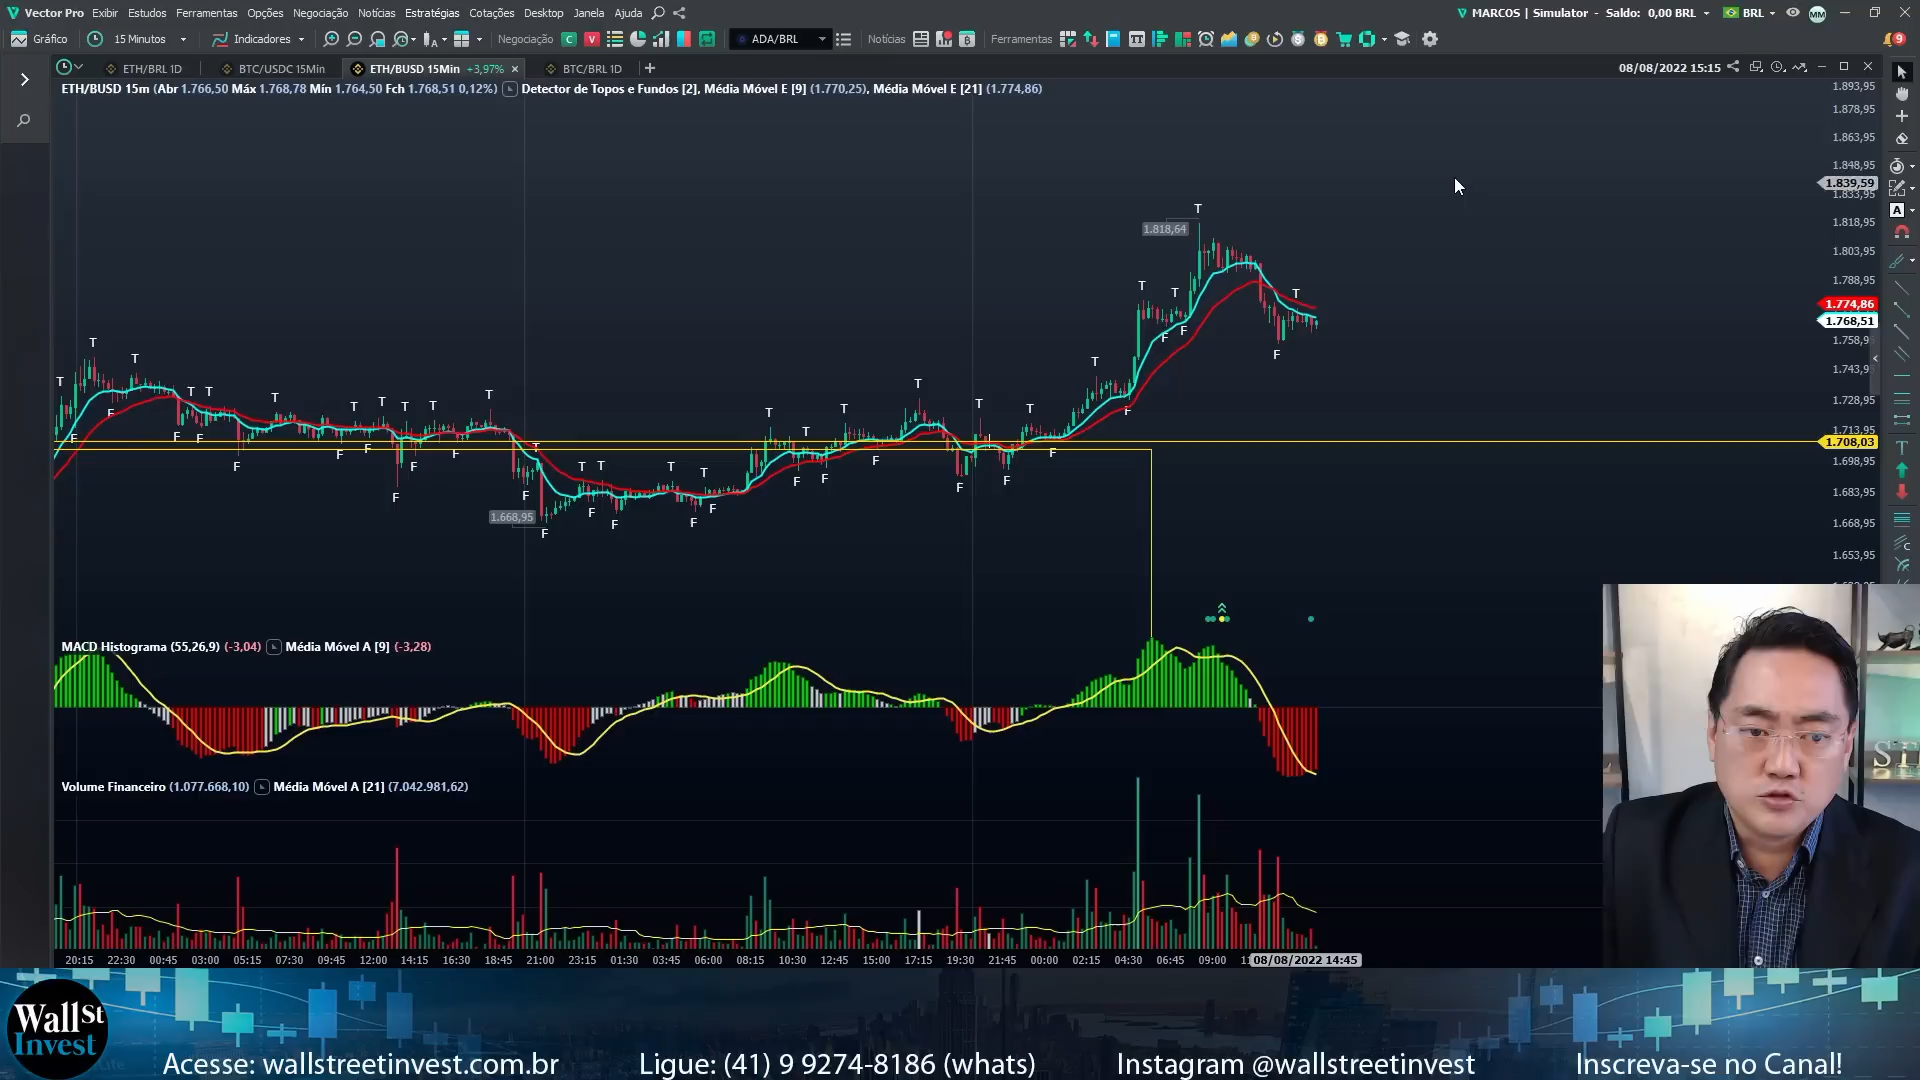 Vector Pro Exibir Estudos Ferramentas Opções Negociação Notícias Estratégias Cotações Desktop Janela Ajuda
MARCOS | Simulator - Saldo: 0,00 BRL BRL MM
Gráfico 15 Minutos Indicadores Negociação C V ADA/BRL Notícias Ferramentas 9
ETH/BRL 1D BTC/USDC 15Min ETH/BUSD 15Min +3,97% × BTC/BRL 1D +
08/08/2022 15:15
ETH/BUSD 15m (Abr 1.766,50 Máx 1.768,78 Mín 1.764,50 Fch 1.768,51 0,12%) Detector de Topos e Fundos [2], Média Móvel E [9] (1.770,25), Média Móvel E [21] (1.774,86)
1.893,95
1.878,95
1.863,95
1.848,95
1.839,59
1.833,95
1.818,95
1.803,95
1.788,95
1.774,86
1.768,51
1.758,9
1.743,9
1.728,95
1.713,95
1.708,03
1.698,95
1.683,95
1.668,95
1.653,95
1.818,64
1.668,95
MACD Histograma (55,26,9) (-3,04) Média Móvel A [9] (-3,28)
Volume Financeiro (1.077.668,10) Média Móvel A [21] (7.042.981,62)
20:15 22:30 00:45 03:00 05:15 07:30 09:45 12:00 14:15 16:30 18:45 21:00 23:15 01:30 03:45 06:00 08:15 10:30 12:45 15:00 17:15 19:30 21:45 00:00 02:15 04:30 06:45 09:00 08/08/2022 14:45
Wall St
Invest
Acesse: wallstreetinvest.com.br Ligue: (41) 9 9274-8186 (whats) Instagram @wallstreetinvest Inscreva-se no Canal!